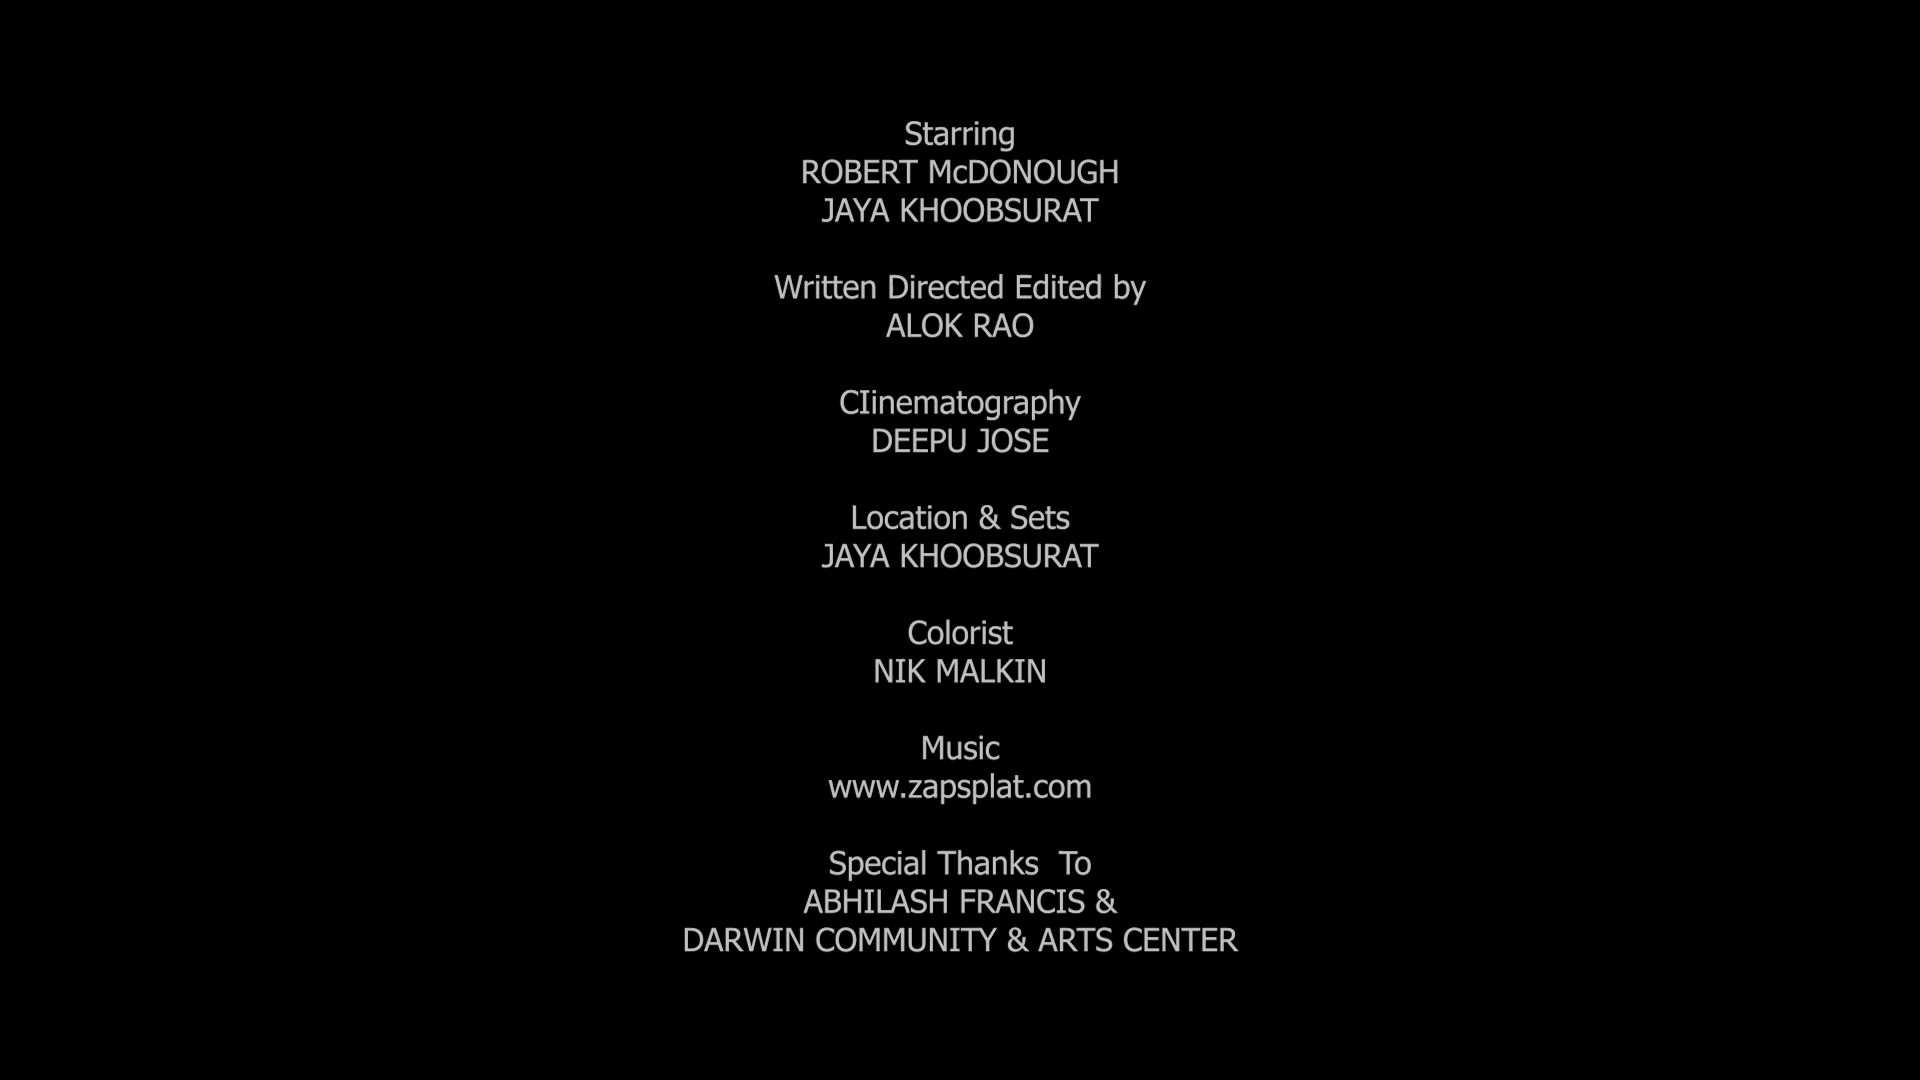 Starring
ROBERT McDONOUGH
JAYA KHOOBSURAT
Written Directed Edited by
ALOK RAO
CIinematography
DEEPU JOSE
Location & Sets
JAYA KHOOBSURAT
Colorist
NIK MALKIN
Music
www.zapsplat.com
Special Thanks  To
ABHILASH FRANCIS &
DARWIN COMMUNITY & ARTS CENTER